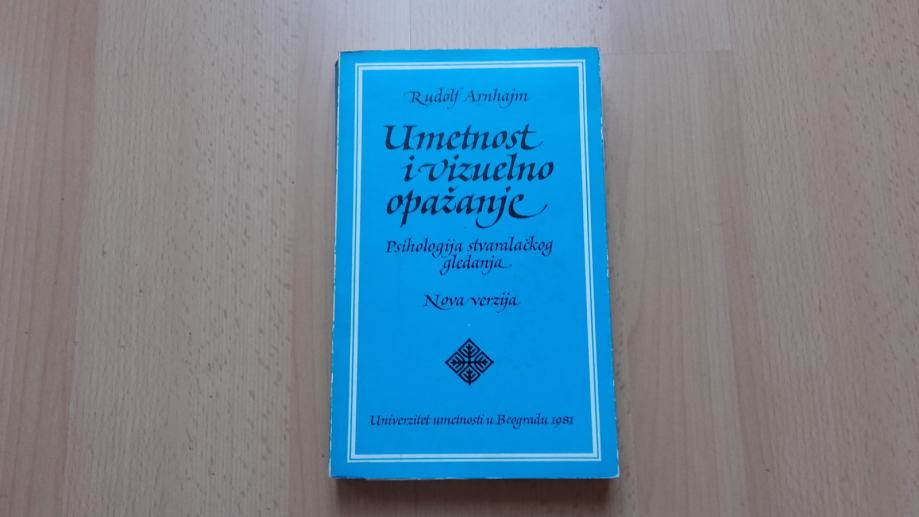 Rudolf Arnhajm
Umetnost
i vizuelno
opažanje
Psihologija stvaralačkog
gledanja
Nova verzija
Univerzitet umetnosti u Beogradu 1981